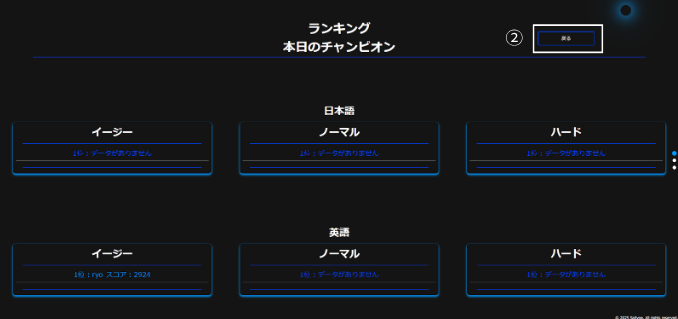 ランキング
本日のチャンピオン
②
戻る
日本語
イージー
ノーマル
ハード
1位：データがありません
1位：データがありません
1位：データがありません
英語
イージー
ノーマル
ハード
1位：ryo スコア：2924
1位：データがありません
1位：データがありません
All rights reserved.